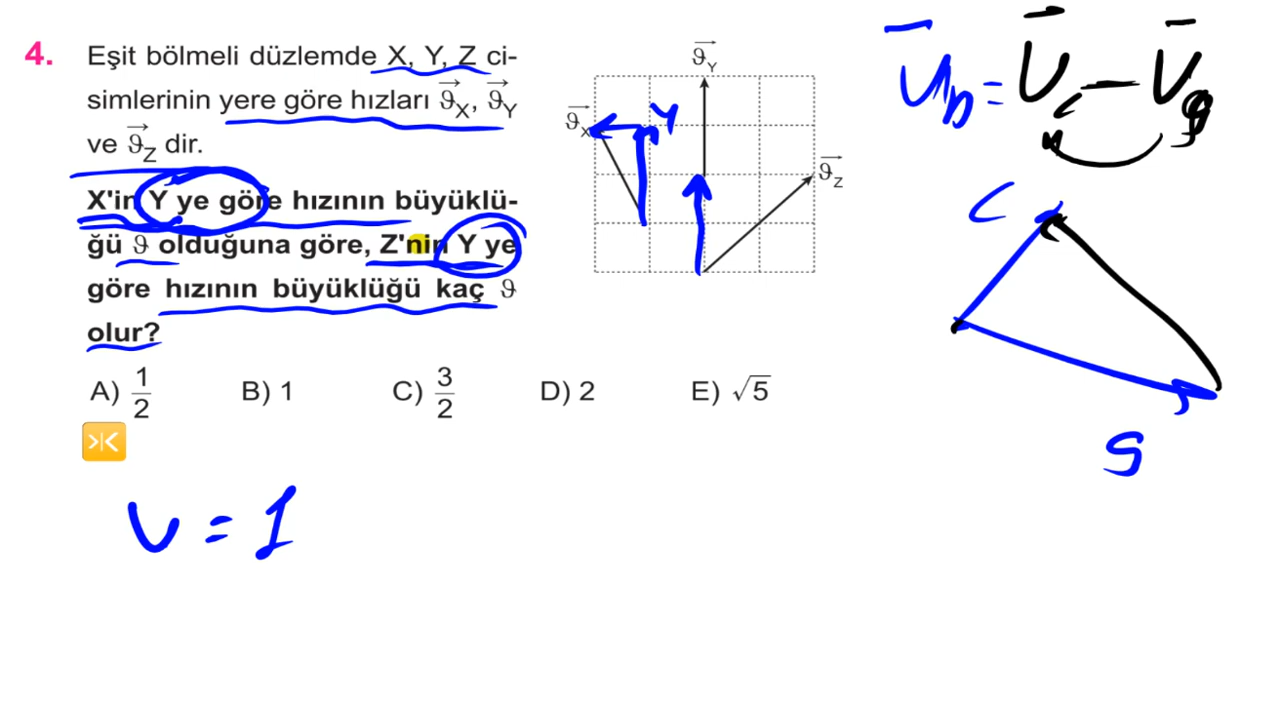 4. Eşit bölmeli düzlemde X, Y, Z ci-
simlerinin yere göre hızları ϑ⃗X, ϑ⃗Y
ve ϑ⃗Z dir.
X'in Y ye göre hızının büyüklü-
ğü ϑ olduğuna göre, Z'nin Y ye
göre hızının büyüklüğü kaç ϑ
olur?
A) 1/2 B) 1 C) 3/2 D) 2 E) √5
ϑ⃗Y
ϑ⃗X
Y
ϑ⃗Z
V = 1
C
S